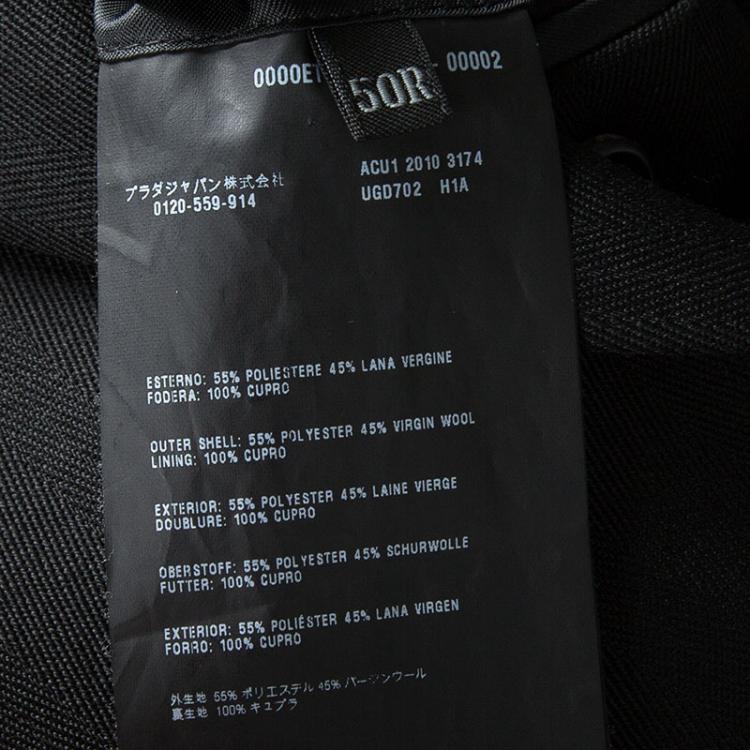 0000ET 00002
50R
プラダジャパン株式会社
0120-559-914
ACU1 2010 3174
UGD702 H1A
ESTERNO: 55% POLIESTERE 45% LANA VERGINE
FODERA: 100% CUPRO
OUTER SHELL: 55% POLYESTER 45% VIRGIN WOOL
LINING: 100% CUPRO
EXTERIOR: 55% POLYESTER 45% LAINE VIERGE
DOUBLURE: 100% CUPRO
OBERSTOFF: 55% POLYESTER 45% SCHURWOLLE
FUTTER: 100% CUPRO
EXTERIOR: 55% POLIÉSTER 45% LANA VIRGEN
FORRO: 100% CUPRO
外生地 55% ポリエステル 45% バージンウール
裏生地 100% キュプラ